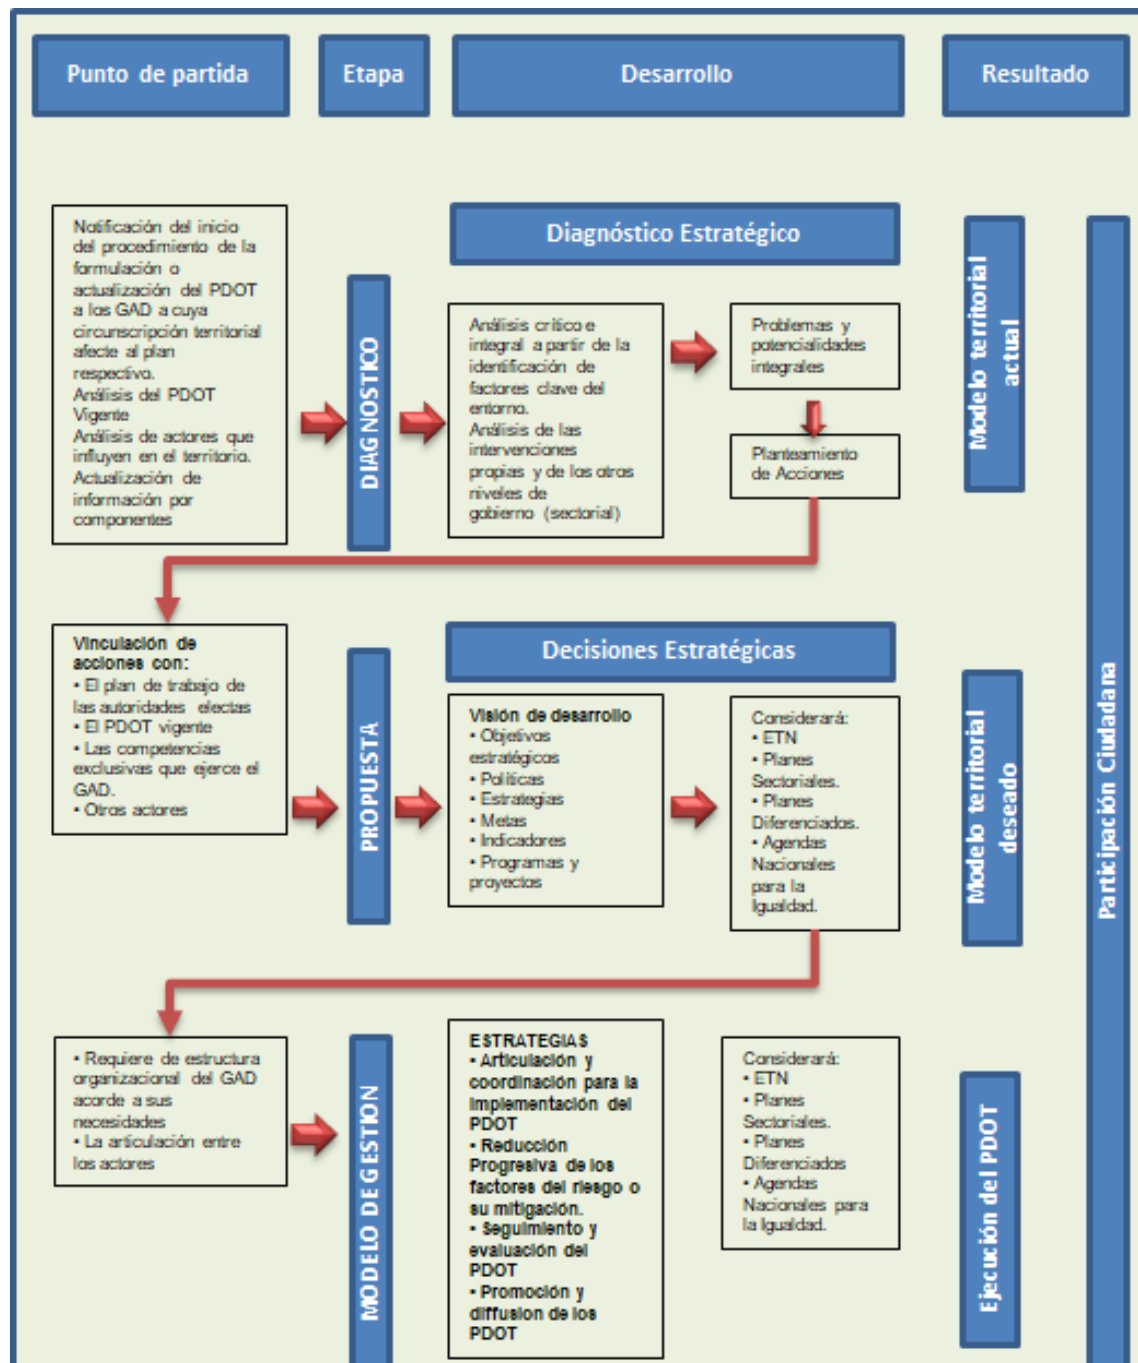 Punto de partida
Etapa
Desarrollo
Resultado
Notificación del inicio
del procedimiento de la
formulación o
actualización del PDOT
a los GAD a cuya
circunscripción territorial
afecte al plan
respectivo.
Análisis del PDOT
Vigente
Análisis de actores que
influyen en el territorio.
Actualización de
información por
componentes
DIAGNOSTICO
Diagnóstico Estratégico
Análisis crítico e
integral a partir de la
identificación de
factores clave del
entorno.
Análisis de las
intervenciones
propias y de los otros
niveles de
gobierno (sectorial)
Problemas y
potencialidades
integrales
Planteamiento
de Acciones
Modelo territorial
actual
Participación Ciudadana
Vinculación de
acciones con:
• El plan de trabajo de
las autoridades electas
• El PDOT vigente
• Las competencias
exclusivas que ejerce el
GAD.
• Otros actores
PROPUESTA
Decisiones Estratégicas
Visión de desarrollo
• Objetivos
estratégicos
• Políticas
• Estrategias
• Metas
• Indicadores
• Programas y
proyectos
Considerará:
• ETN
• Planes
Sectoriales.
• Planes
Diferenciados.
• Agendas
Nacionales
para la
Igualdad.
Modelo territorial
deseado
• Requiere de estructura
organizacional del GAD
acorde a sus
necesidades
• La articulación entre
los actores
MODELO DE GESTION
ESTRATEGIAS
• Articulación y
coordinación para la
implementación del
PDOT
• Reducción
Progresiva de los
factores del riesgo o
su mitigación.
• Seguimiento y
evaluación del
PDOT
• Promoción y
diffusion de los
PDOT
Considerará:
• ETN
• Planes
Sectoriales.
• Planes
Diferenciados
• Agendas
Nacionales para
la Igualdad.
Ejecución del PDOT